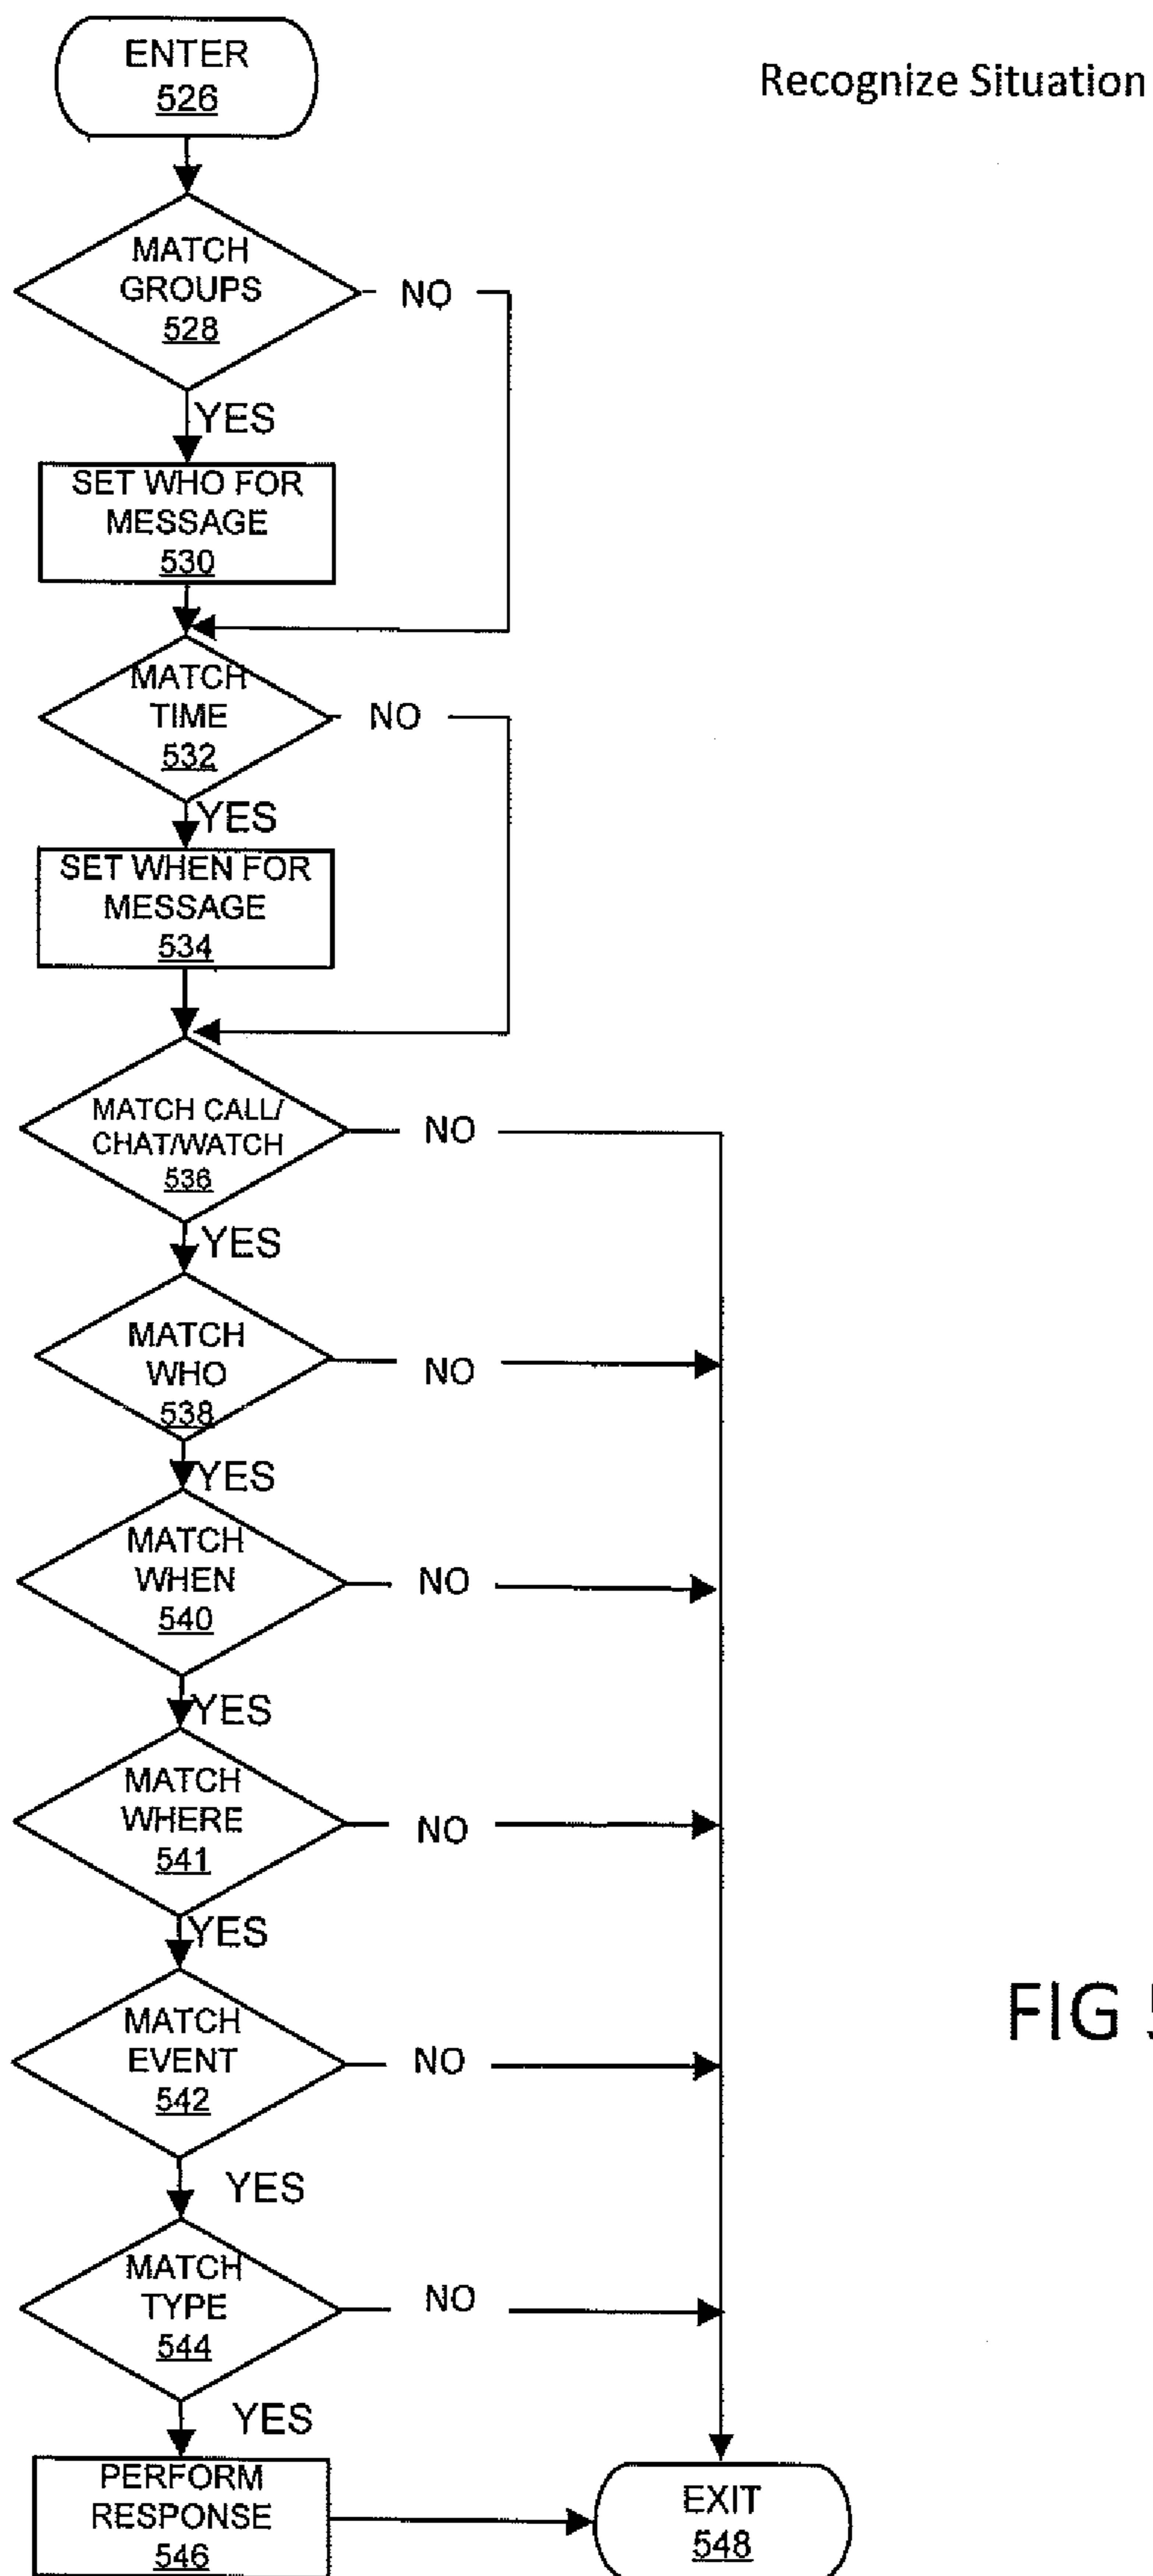 Recognize Situation
ENTER
526
MATCH
GROUPS
528
NO
YES
SET WHO FOR
MESSAGE
530
MATCH
TIME
532
NO
YES
SET WHEN FOR
MESSAGE
534
MATCH CALL/
CHAT/WATCH
536
NO
YES
MATCH
WHO
538
NO
YES
MATCH
WHEN
540
NO
YES
MATCH
WHERE
541
NO
YES
MATCH
EVENT
542
NO
YES
MATCH
TYPE
544
NO
YES
PERFORM
RESPONSE
546
EXIT
548
FIG